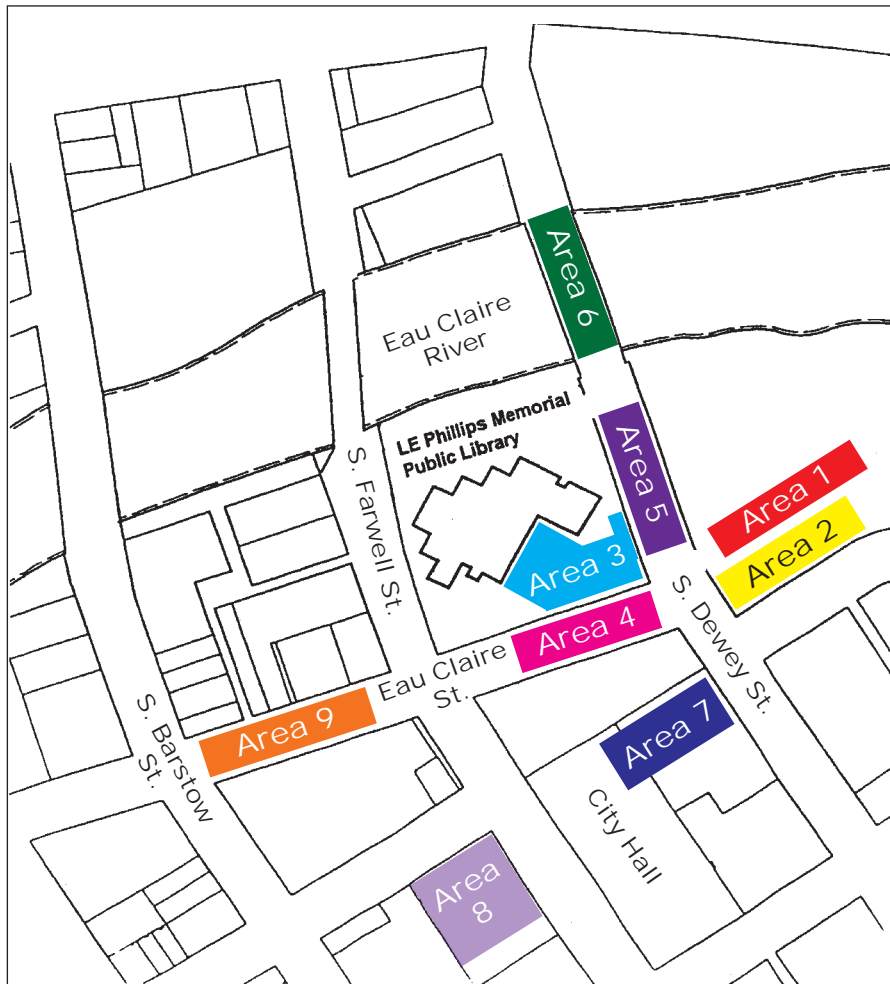 Area 6
Eau Claire
River
LE Phillips Memorial
Public Library
S. Farwell St.
Area 5
Area 1
Area 2
Area 3
S. Dewey St.
Area 4
Eau Claire
St.
Area 9
S. Barstow
St.
Area 7
City Hall
Area
8